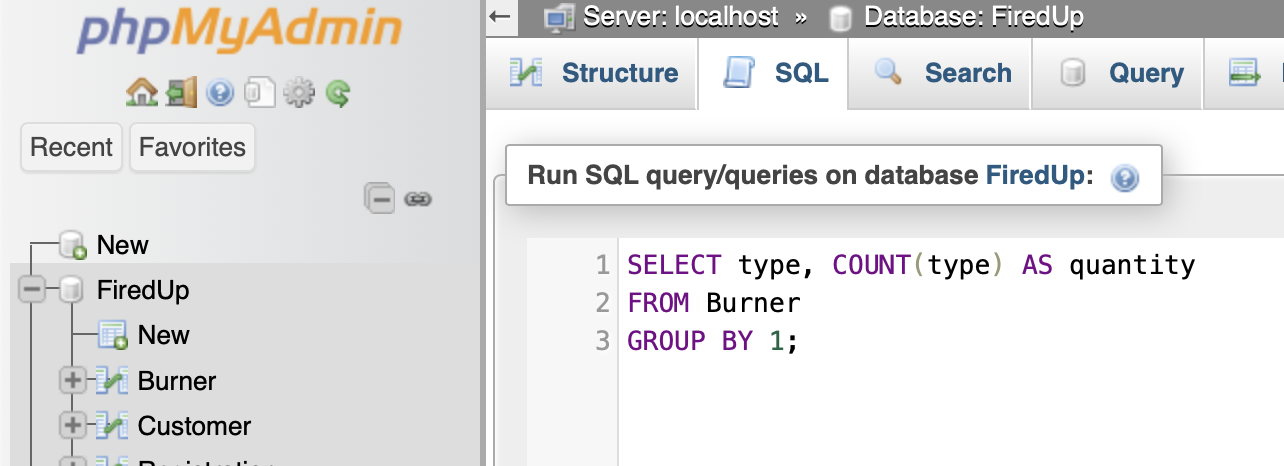 phpMyAdmin
Recent Favorites
New
FiredUp
New
Burner
Customer
Server: localhost » Database: FiredUp
Structure SQL Search Query
Run SQL query/queries on database FiredUp:
1 SELECT type, COUNT(type) AS quantity
2 FROM Burner
3 GROUP BY 1;